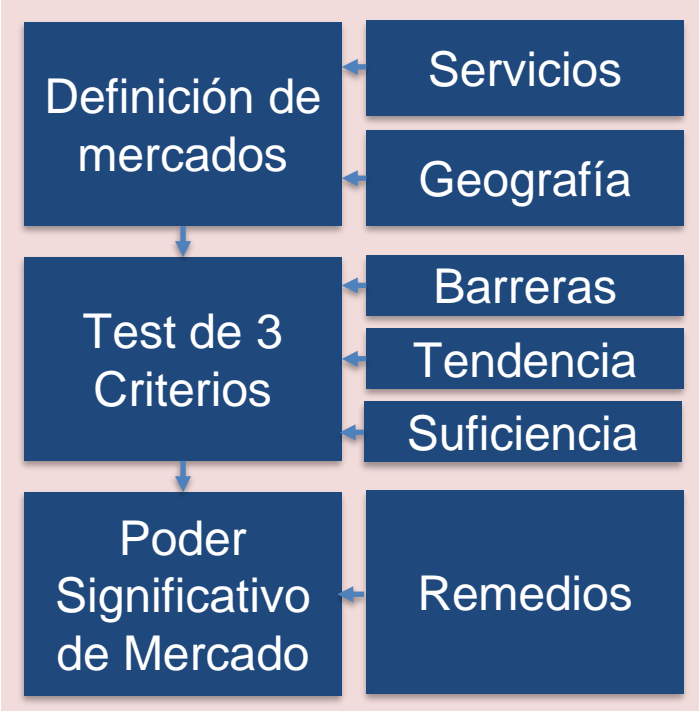 Definición de
mercados
Servicios
Geografía
Test de 3
Criterios
Barreras
Tendencia
Suficiencia
Poder
Significativo
de Mercado
Remedios